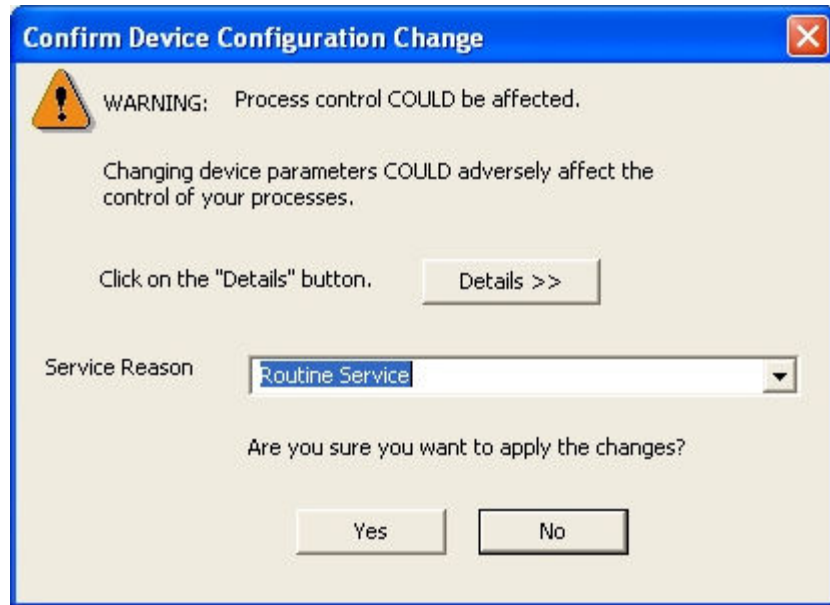 Confirm Device Configuration Change
WARNING: Process control COULD be affected.
Changing device parameters COULD adversely affect the
control of your processes.
Click on the "Details" button. Details >>
Service Reason Routine Service
Are you sure you want to apply the changes?
Yes No